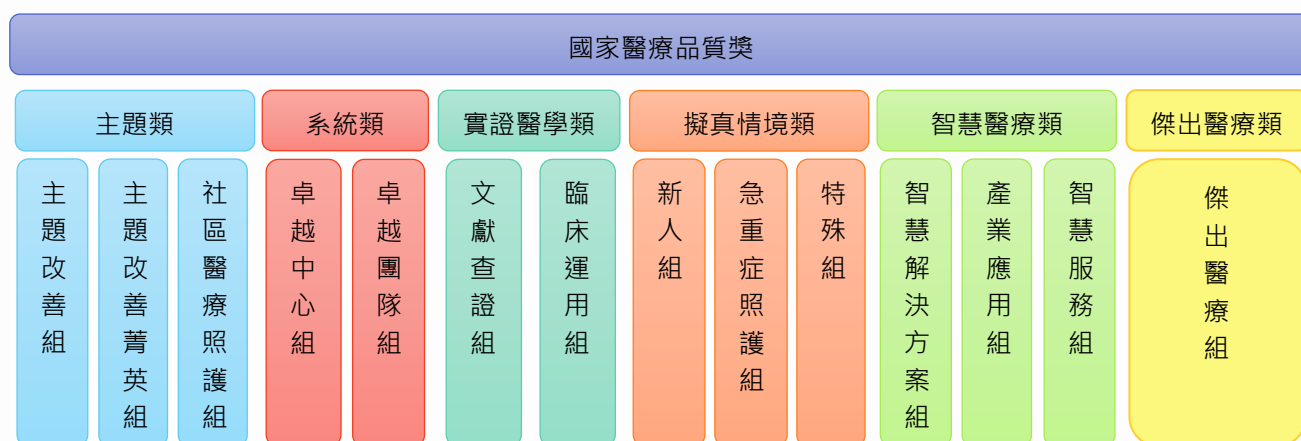 國家醫療品質獎
主題類
系統類
實證醫學類
擬真情境類
智慧醫療類
傑出醫療類
主題改善組
主題改善菁英組
社區醫療照護組
卓越中心組
卓越團隊組
文獻查證組
臨床運用組
新人組
急重症照護組
特殊組
智慧解決方案組
產業應用組
智慧服務組
傑出醫療組